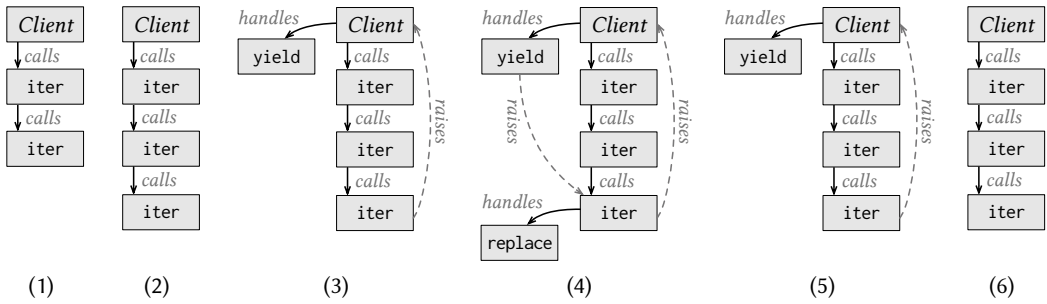 Client
calls
iter
calls
iter
(1)
Client
calls
iter
calls
iter
calls
iter
(2)
handles
Client
yield
calls
iter
calls
iter
calls
iter
raises
(3)
handles
Client
yield
calls
iter
raises
calls
iter
calls
handles
iter
replace
raises
(4)
handles
Client
yield
calls
iter
calls
iter
calls
iter
raises
(5)
Client
calls
iter
calls
iter
calls
iter
(6)